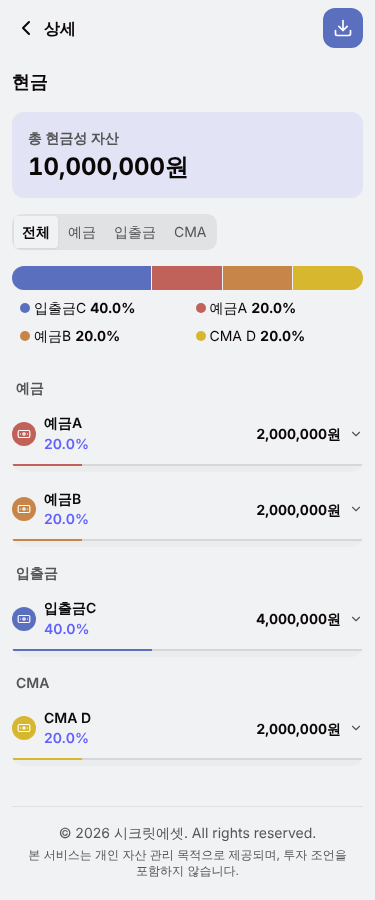 상세
현금
총 현금성 자산
10,000,000원
전체 예금 입출금 CMA
입출금C 40.0% 예금A 20.0%
예금B 20.0% CMA D 20.0%
예금
예금A
20.0%
2,000,000원
예금B
20.0%
2,000,000원
입출금
입출금C
40.0%
4,000,000원
CMA
CMA D
20.0%
2,000,000원
© 2026 시크릿에셋. All rights reserved.
본 서비스는 개인 자산 관리 목적으로 제공되며, 투자 조언을
포함하지 않습니다.